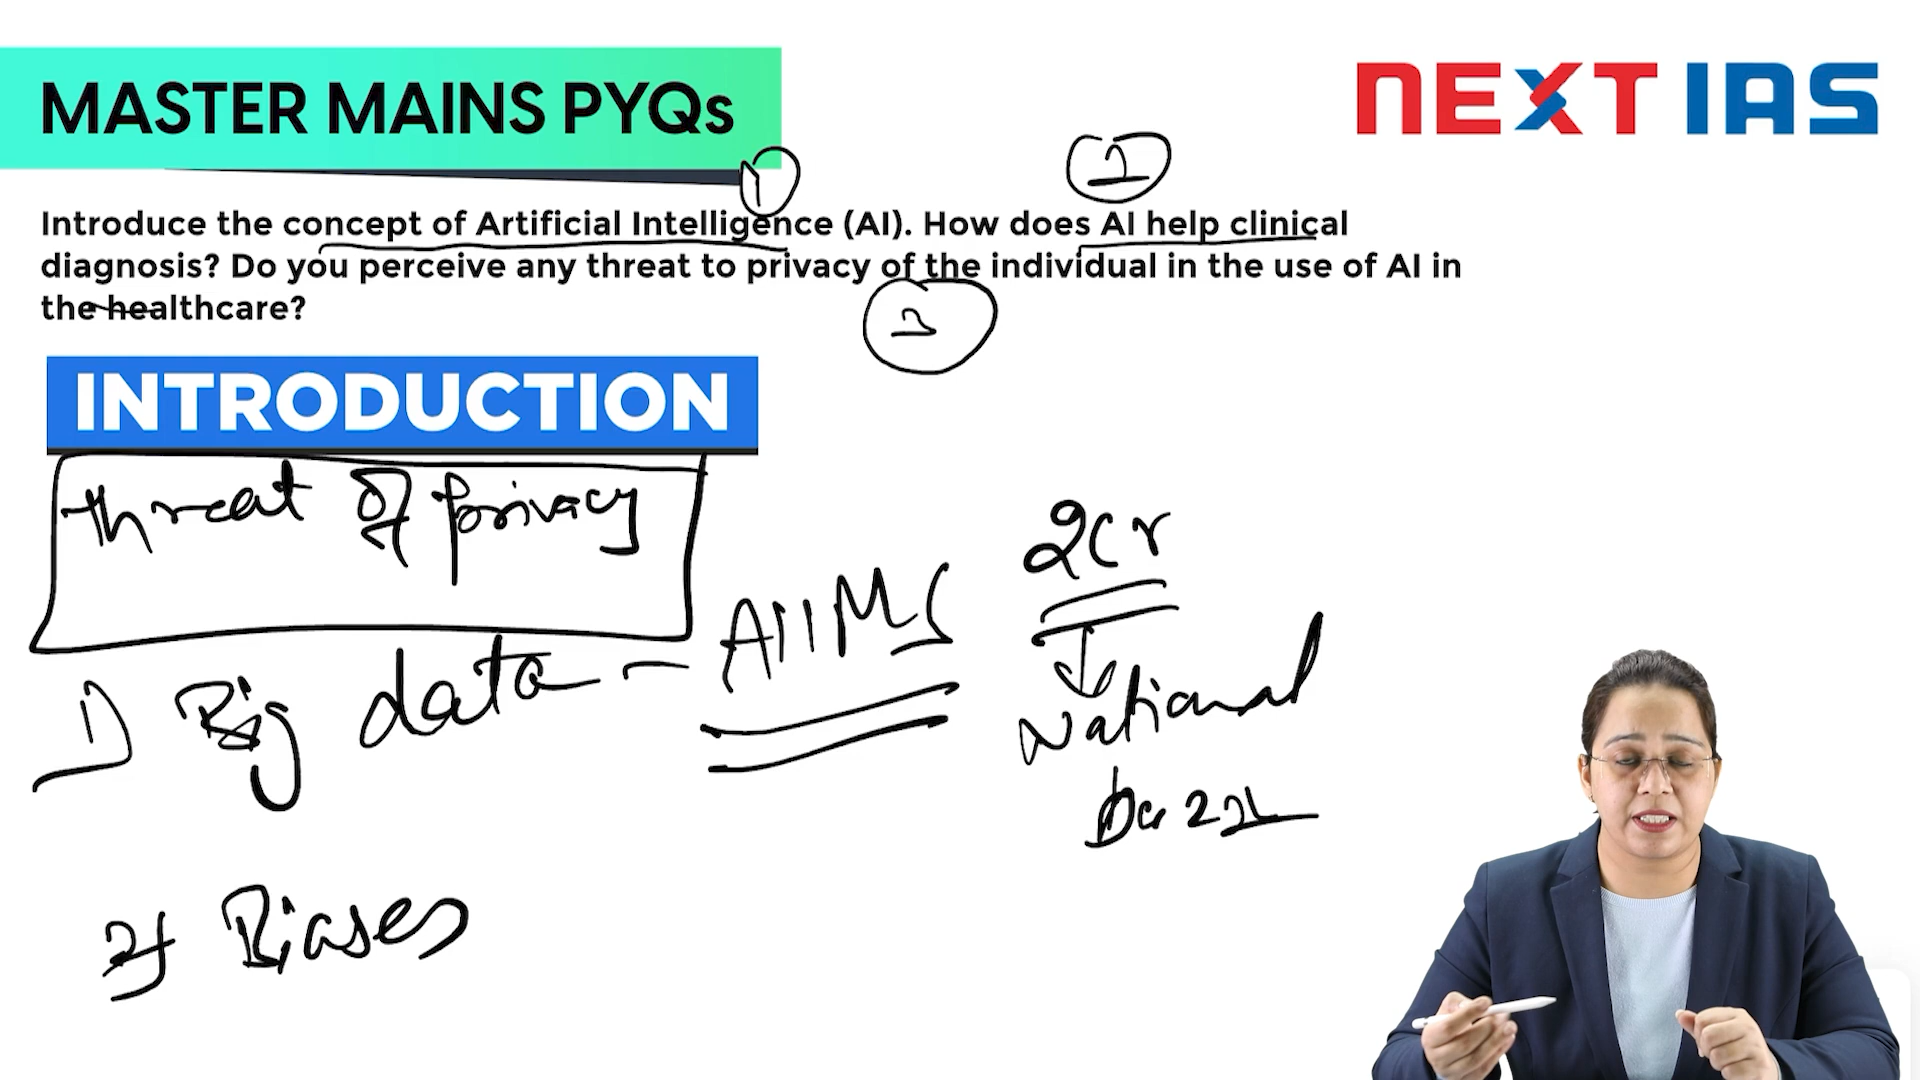 MASTER MAINS PYQs
NEXT IAS
1
2
Introduce the concept of Artificial Intelligence (AI). How does AI help clinical
diagnosis? Do you perceive any threat to privacy of the individual in the use of AI in
the healthcare?
2
INTRODUCTION
threat of privacy
1) Big data - AIIMS
2Cr
National
2) Biases